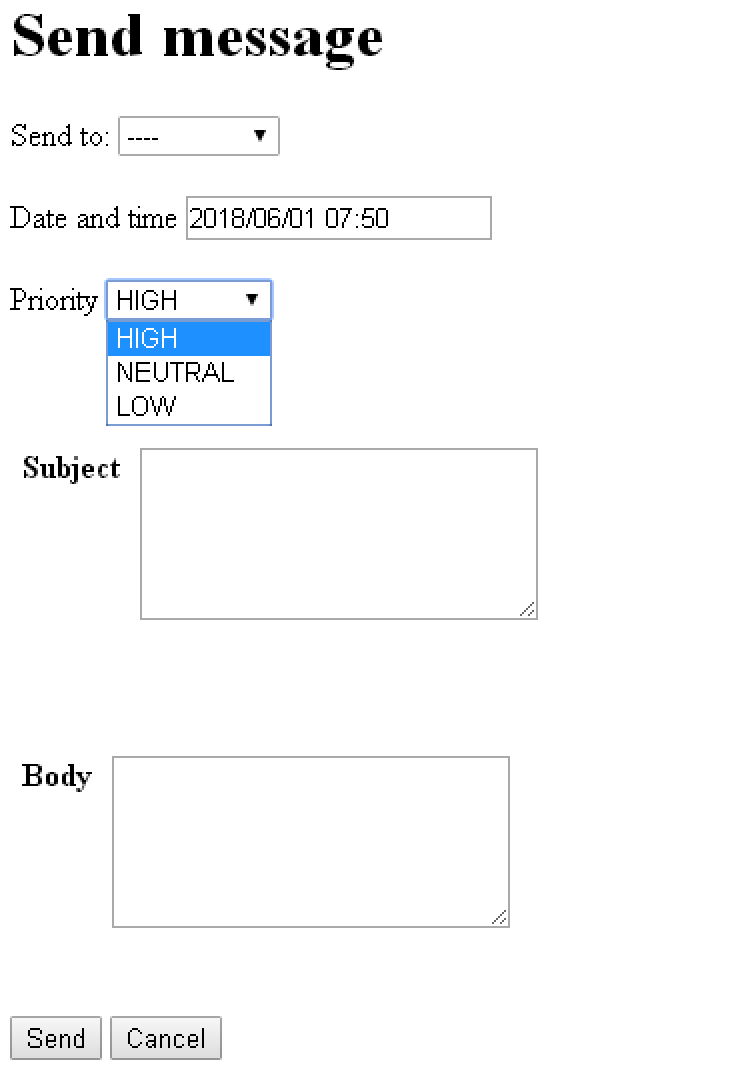 Send message
Send to: ----
Date and time 2018/06/01 07:50
Priority HIGH
HIGH
NEUTRAL
LOW
Subject
Body
Send Cancel